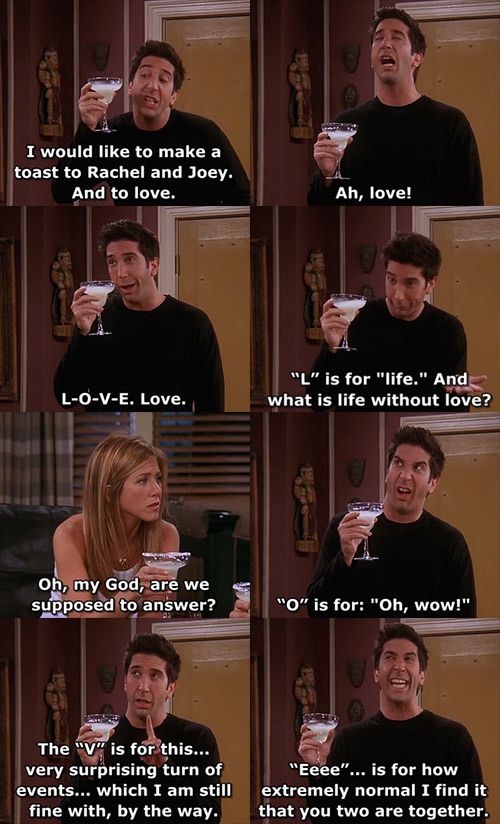 I would like to make a
toast to Rachel and Joey.
And to love.
Ah, love!
L-O-V-E. Love.
“L” is for "life." And
what is life without love?
Oh, my God, are we
supposed to answer?
“O” is for: "Oh, wow!"
The “V” is for this...
very surprising turn of
events... which I am still
fine with, by the way.
“Eeee”... is for how
extremely normal I find it
that you two are together.